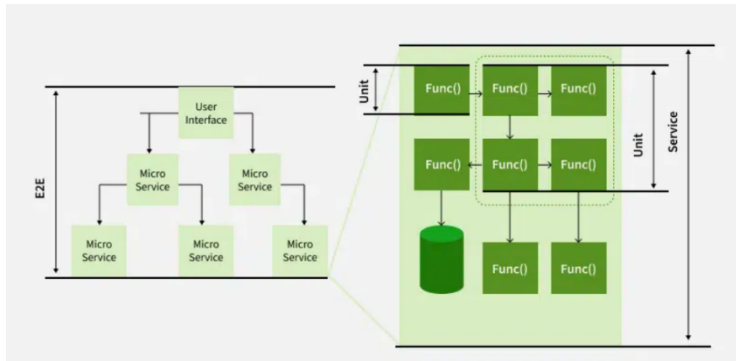 E2E
User
Interface
Micro
Service
Micro
Service
Micro
Service
Micro
Service
Micro
Service
Unit
Func()
Func()
Func()
Func()
Func()
Func()
Func()
Func()
Unit
Service